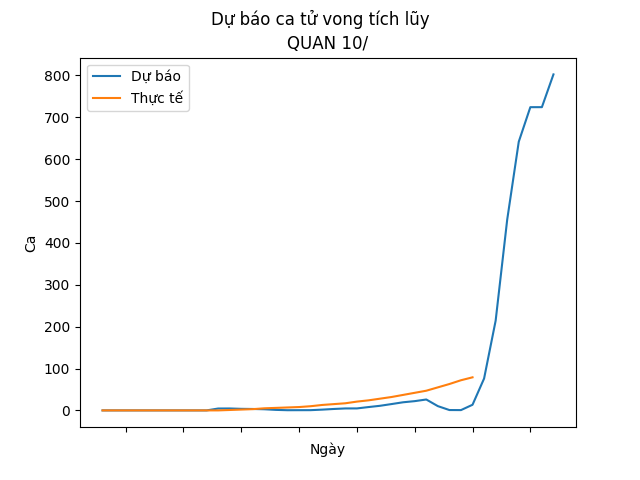 Dự báo ca tử vong tích lũy
QUAN 10/
Dự báo
Thực tế
800
700
600
500
400
300
200
100
0
Ca
Ngày